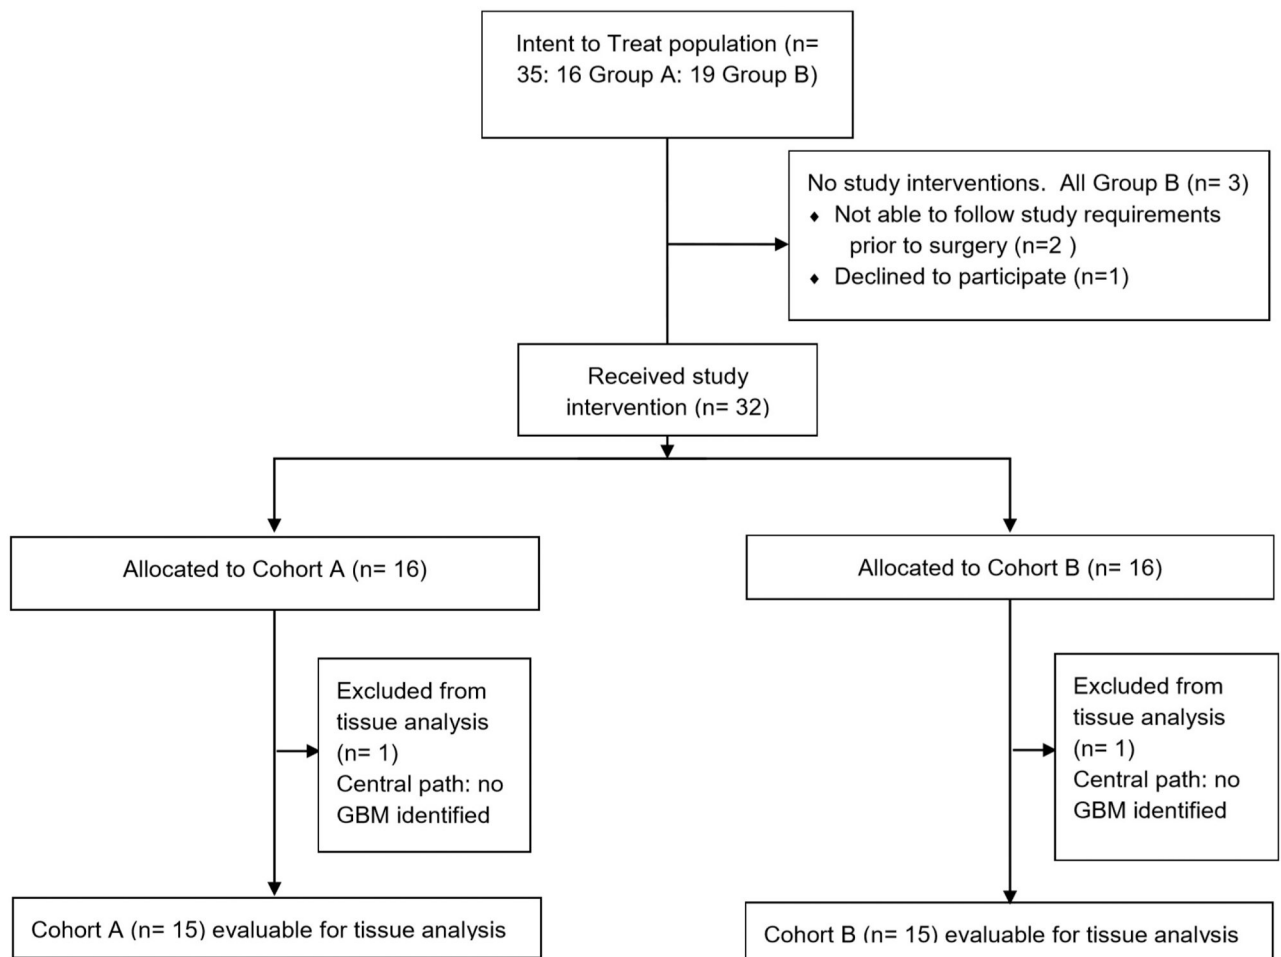 Intent to Treat population (n=
35: 16 Group A: 19 Group B)
No study interventions.  All Group B (n= 3)
♦ Not able to follow study requirements
prior to surgery (n=2 )
♦ Declined to participate (n=1)
Received study
intervention (n= 32)
Allocated to Cohort A (n= 16)
Allocated to Cohort B (n= 16)
Excluded from
tissue analysis
(n= 1)
Central path: no
GBM identified
Excluded from
tissue analysis
(n= 1)
Central path: no
GBM identified
Cohort A (n= 15) evaluable for tissue analysis
Cohort B (n= 15) evaluable for tissue analysis